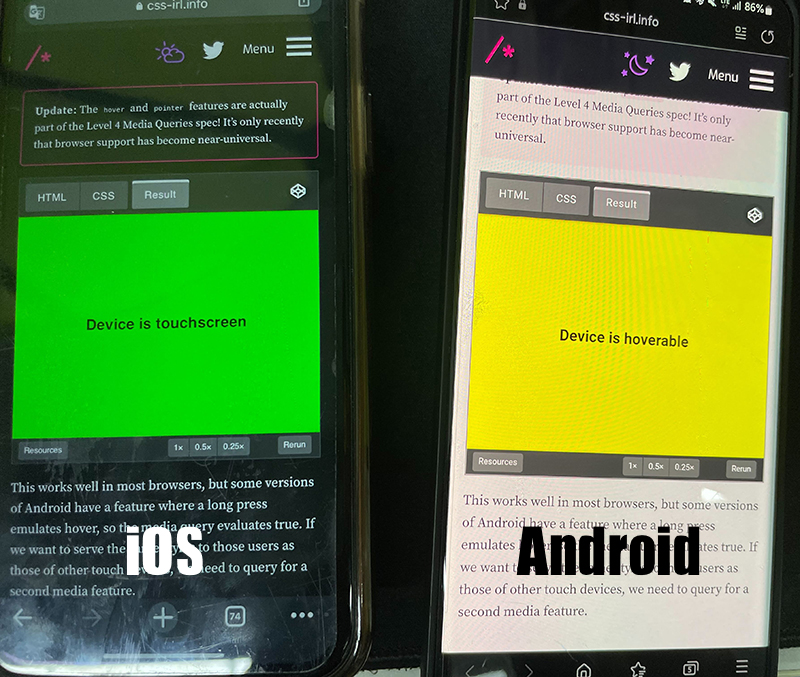 css-irl.info
/*
Menu
Update: The hover and pointer features are actually
part of the Level 4 Media Queries spec! It's only recently
that browser support has become near-universal.
HTML
CSS
Result
Device is touchscreen
Resources
1×
0.5×
0.25×
Rerun
This works well in most browsers, but some versions
of Android have a feature where a long press
emulates hover, so the media query evaluates true. If
we want to serve the
to those users as
those of other touch
need to query for a
second media feature.
iOS
74
86%
css-irl.info
/*
Menu
part of the Level 4 Media Queries spec! It's only
recently that browser support has become near-
universal.
HTML
CSS
Result
Device is hoverable
Resources
1×
0.5×
0.25×
Rerun
This works well in most browsers, but some versions
of Android have a feature where a long press
emulates
true. If
we want
users as
those of other touch devices, we need to query for a
second media feature.
Android
5